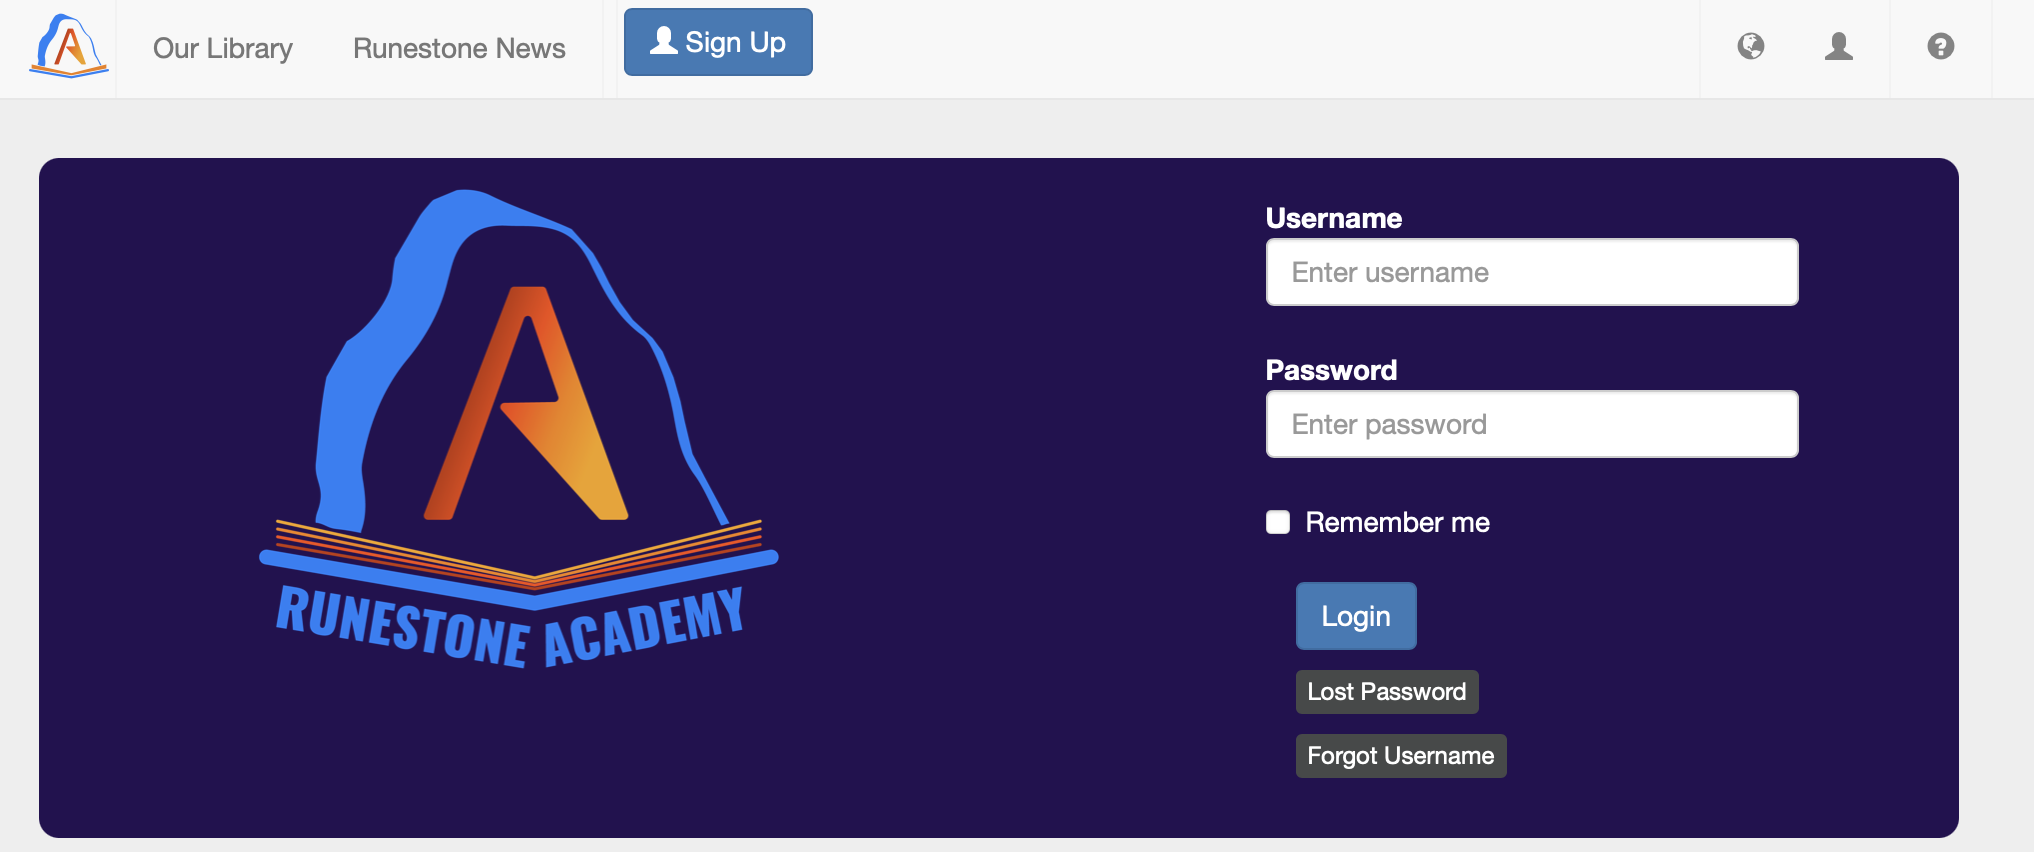 Our Library
Runestone News
Sign Up
RUNESTONE ACADEMY
Username
Enter username
Password
Enter password
Remember me
Login
Lost Password
Forgot Username